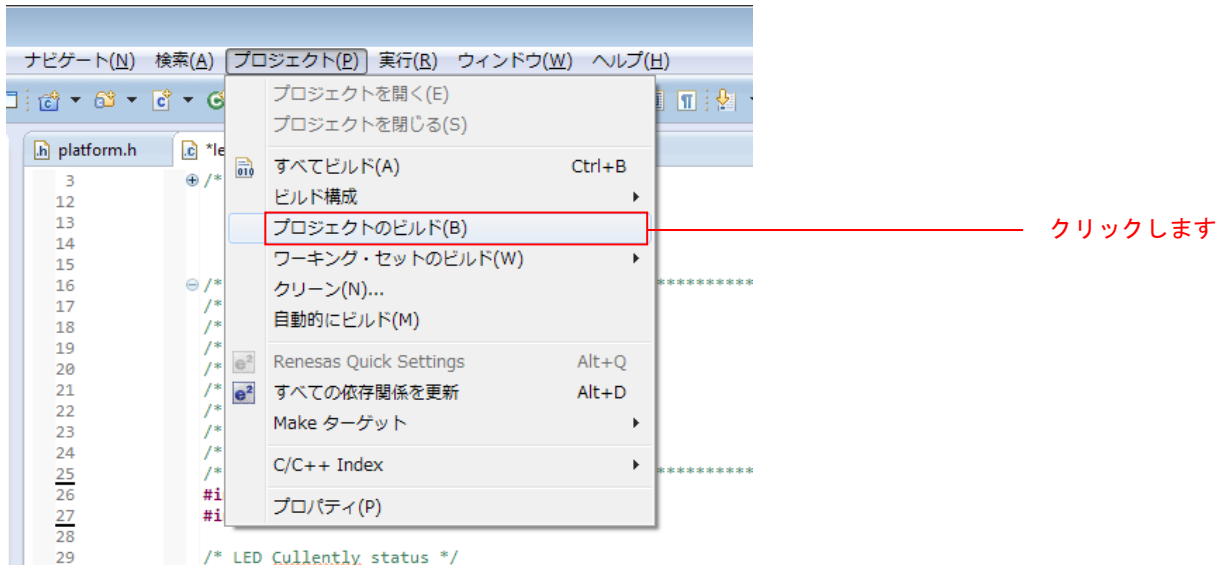 ナビゲート(N) 検索(A) プロジェクト(P) 実行(R) ウィンドウ(W) ヘルプ(H)
プロジェクトを開く(E)
プロジェクトを閉じる(S)
platform.h
*le
すべてビルド(A) Ctrl+B
ビルド構成
プロジェクトのビルド(B)
クリックします
ワーキング・セットのビルド(W)
クリーン(N)...
自動的にビルド(M)
Renesas Quick Settings Alt+Q
すべての依存関係を更新 Alt+D
Make ターゲット
C/C++ Index
プロパティ(P)
3 /*
12
13
14
15
16 /* **********
17 /*
18 /*
19 /*
20 /*
21 /*
22 /*
23 /*
24 /*
25 /* **********
26 #i
27 #i
28
29 /* LED Cullently status */